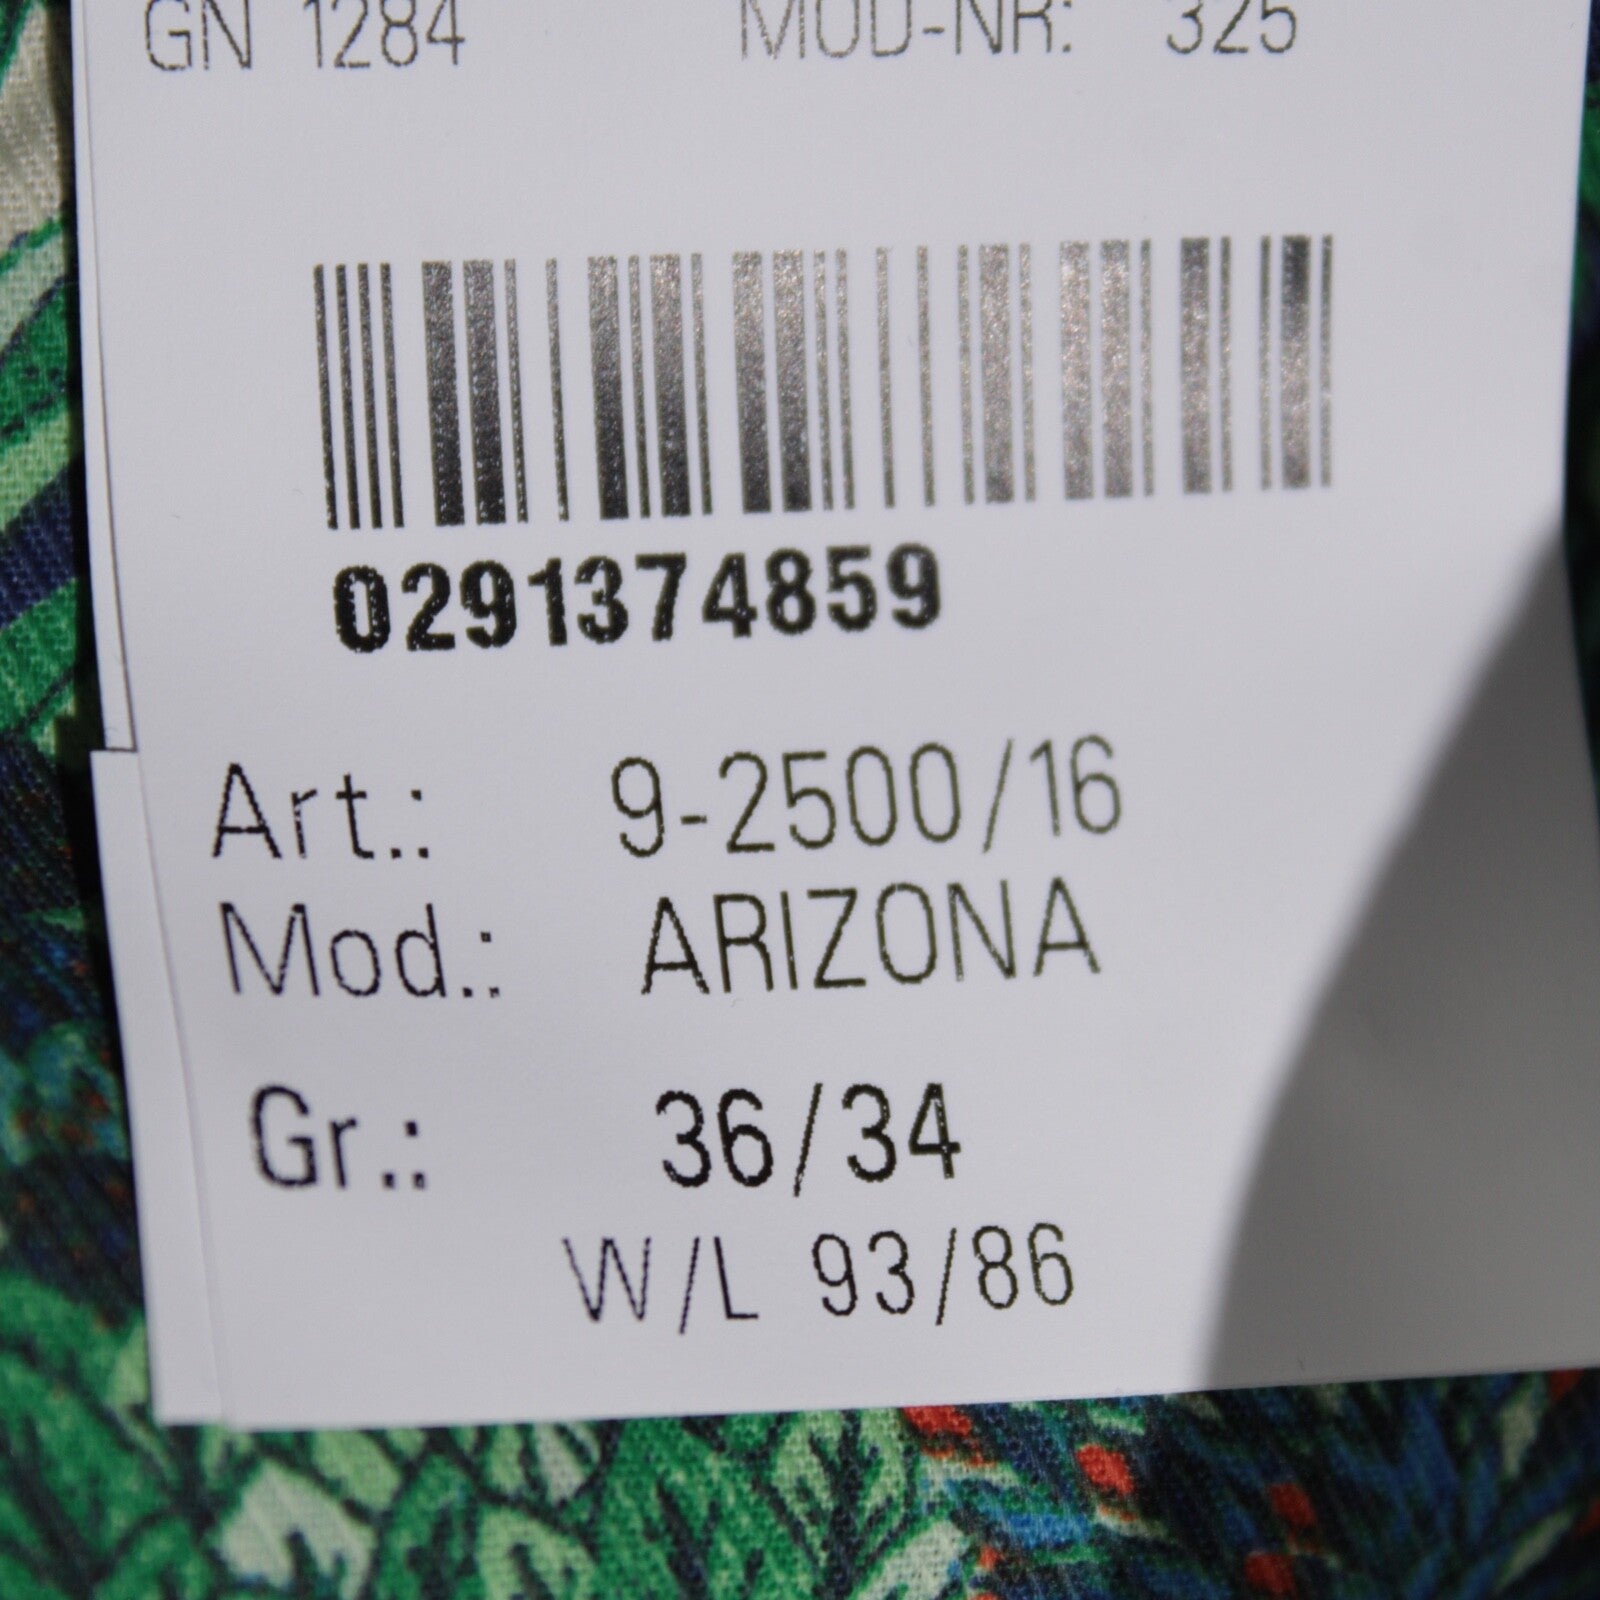 GN 1284 MOD-NR: 325
0291374859
Art.: 9-2500/16
Mod.: ARIZONA
Gr.: 36/34
W/L 93/86